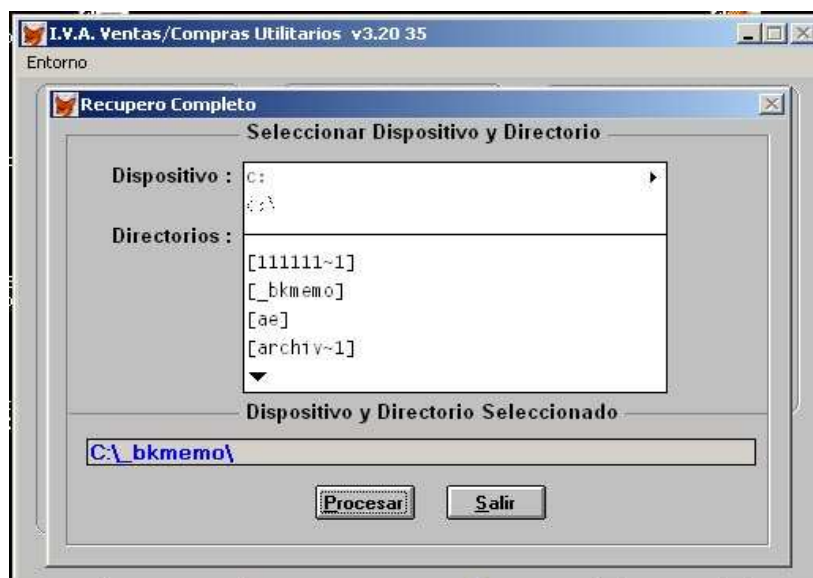 I.V.A. Ventas/Compras Utilitarios v3.20 35
Entorno
Recupero Completo
Seleccionar Dispositivo y Directorio
Dispositivo : c:
c:\
Directorios :
[111111~1]
[_bkmemo]
[ae]
[archiv~1]
Dispositivo y Directorio Seleccionado
C:\_bkmemo\
Procesar Salir